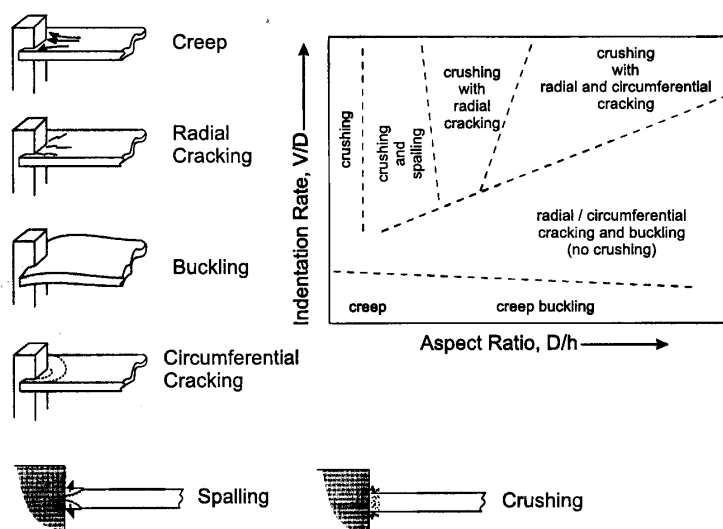 Creep
Radial
Cracking
Buckling
Circumferential
Cracking
Spalling
Crushing
Indentation Rate, V/D
crushing
crushing
and
spalling
crushing
with
radial
cracking
crushing
with
radial and circumferential
cracking
radial / circumferential
cracking and buckling
(no crushing)
creep
creep buckling
Aspect Ratio, D/h